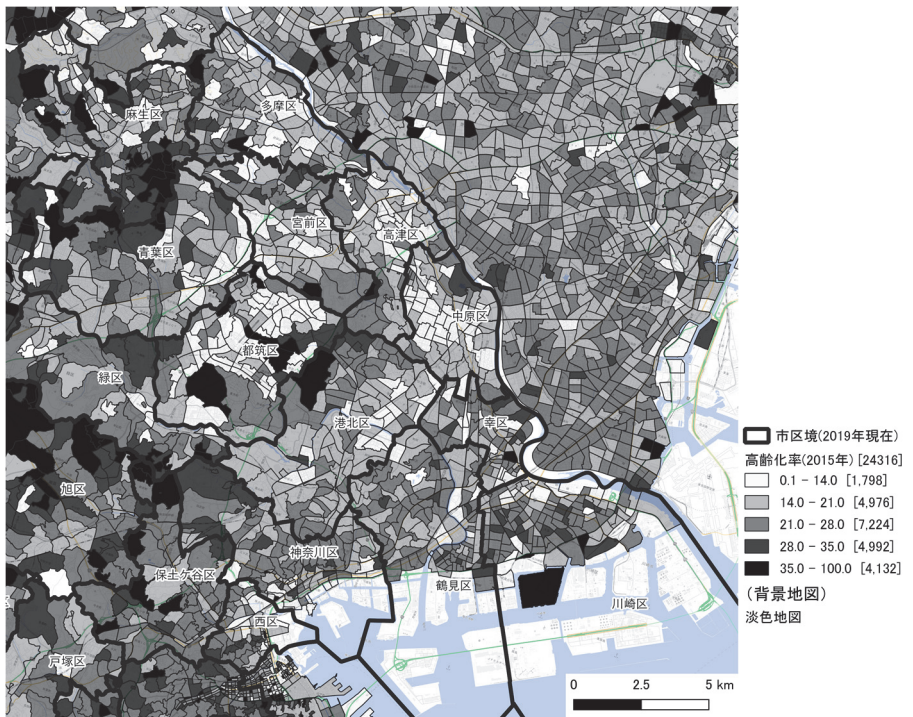 多摩区
麻生区
宮前区
高津区
青葉区
中原区
都筑区
緑区
港北区
幸区
旭区
神奈川区
保土ケ谷区
鶴見区
川崎区
西区
戸塚区
市区境(2019年現在)
高齢化率(2015年) [24316]
0.1 - 14.0 [1,798]
14.0 - 21.0 [4,976]
21.0 - 28.0 [7,224]
28.0 - 35.0 [4,992]
35.0 - 100.0 [4,132]
(背景地図)
淡色地図
0 2.5 5 km